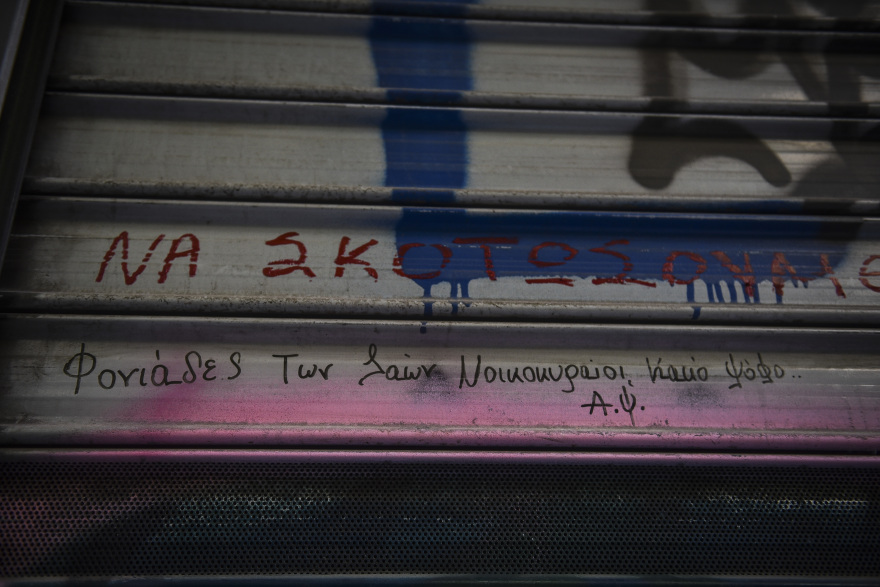 ΝΑ ΣΚΟΤΟΣΟΥΜΕ
Φονιάδες Των Λαών Νοικοκυραίοι, Κακό ψόφο..
Α.Ψ.